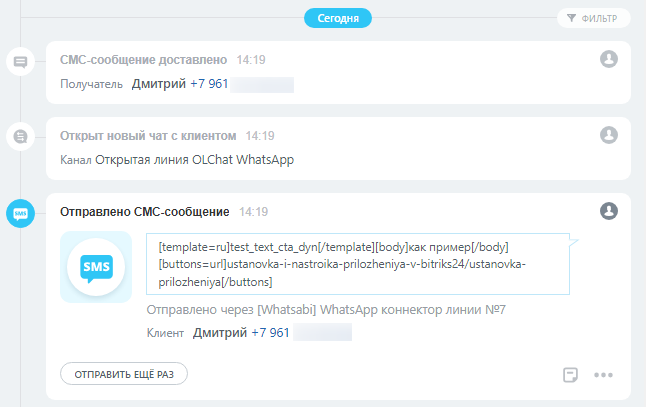 Сегодня
ФИЛЬТР
СМС-сообщение доставлено 14:19
Получатель Дмитрий +7 961
Открыт новый чат с клиентом 14:19
Канал Открытая линия OLChat WhatsApp
Отправлено СМС-сообщение 14:19
SMS
SMS
[template=ru]test_text_cta_dyn[/template][body]как пример[/body]
[buttons=url]ustanovka-i-nastroika-prilozheniya-v-bitriks24/ustanovka-
prilozheniya[/buttons]
Отправлено через [Whatsabi] WhatsApp коннектор линии №7
Клиент Дмитрий +7 961
ОТПРАВИТЬ ЕЩЁ РАЗ